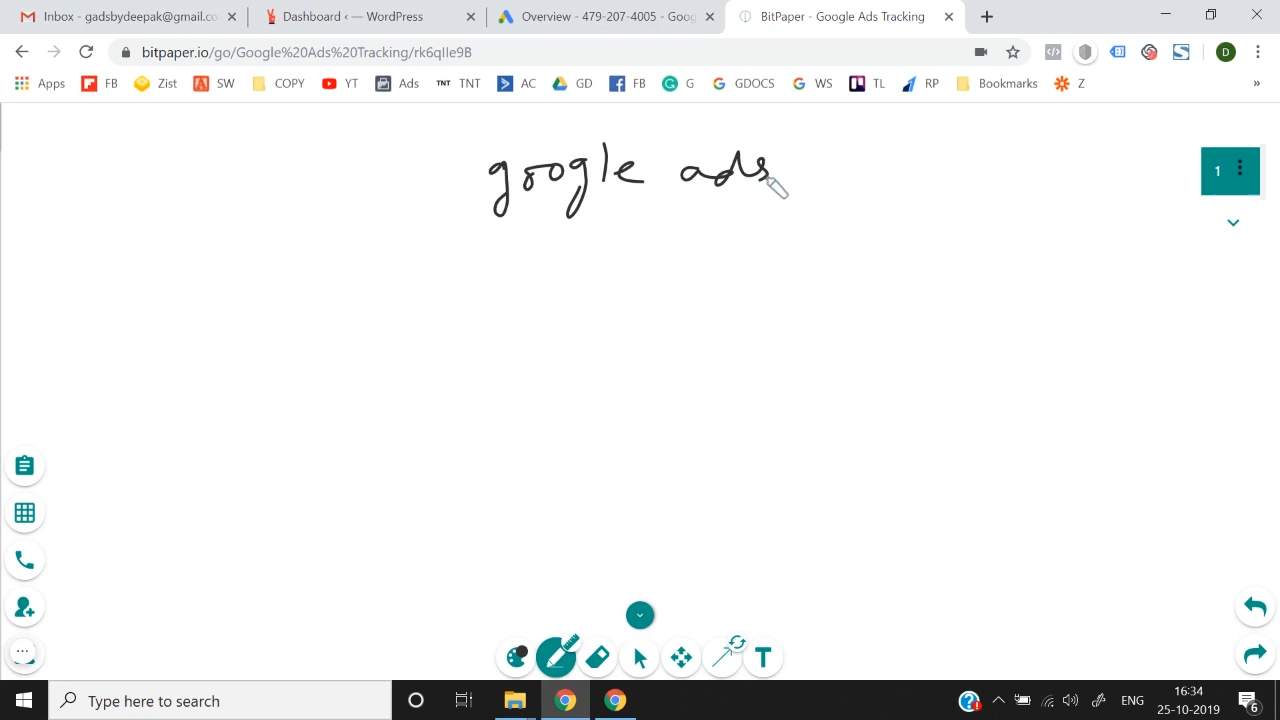 Inbox - gadsbydeepak@gmail.co
Dashboard ‹ — WordPress
Overview - 479-207-4005 - Goog
BitPaper - Google Ads Tracking
bitpaper.io/go/Google%20Ads%20Tracking/rk6qIIe9B
D
Apps FB Zist SW COPY YT Ads TNT TNT AC GD FB G GDOCS WS TL RP Bookmarks Z »
google ads
1
T
Type here to search
ENG
16:34
25-10-2019
6